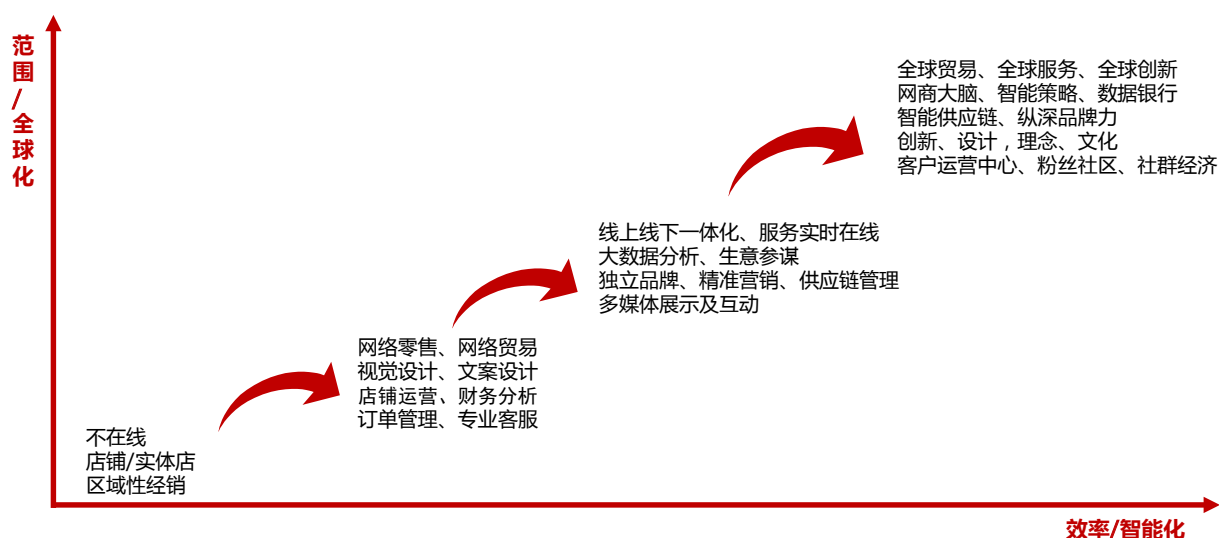 范围/全球化
全球贸易、全球服务、全球创新
网商大脑、智能策略、数据银行
智能供应链、纵深品牌力
创新、设计，理念、文化
客户运营中心、粉丝社区、社群经济
线上线下一体化、服务实时在线
大数据分析、生意参谋
独立品牌、精准营销、供应链管理
多媒体展示及互动
网络零售、网络贸易
视觉设计、文案设计
店铺运营、财务分析
订单管理、专业客服
不在线
店铺/实体店
区域性经销
效率/智能化